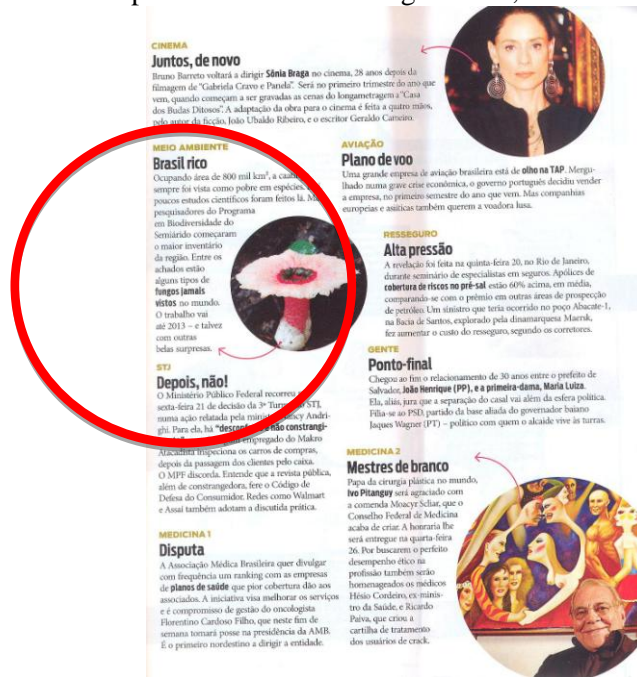 CINEMA
Juntos, de novo
Bruno Barreto voltará a dirigir Sônia Braga no cinema, 28 anos depois da
filmagem de "Gabriela Cravo e Panela". Será no primeiro trimestre do ano que
vem, quando começam a ser gravadas as cenas do longametragem a "Casa
dos Budas Ditosos". A adaptação da obra para o cinema é feita a quatro mãos,
pelo autor da ficção, João Ubaldo Ribeiro, e o escritor Geraldo Carneiro.
MEIO AMBIENTE
Brasil rico
Ocupando área de 800 mil km², a
sempre foi vista como pobre em espécies.
poucos estudos científicos foram feitos lá.
pesquisadores do Programa
em Biodiversidade do
Semiárido começaram
o maior inventário
da região. Entre os
achados estão
alguns tipos de
fungos jamais
vistos no mundo.
O trabalho vai
até 2013 – e talvez
com outras
belas surpresas.
STJ
Depois, não!
O Ministério Público Federal recorreu
sexta-feira 21 de decisão da 3ª Turma STJ,
numa ação relatada pela Nancy Andri-
ghi. Para ela, há "desconforto e não constrangi-
empregado do Makro
Atacadista inspeciona os carros de compras,
depois da passagem dos clientes pelo caixa.
O MPF discorda. Entende que a revista pública,
além de constrangedora, fere o Código de
Defesa do Consumidor. Redes como Walmart
e Assaí também adotam a discutida prática.
MEDICINA 1
Disputa
A Associação Médica Brasileira quer divulgar
com frequência um ranking com as empresas
de planos de saúde que pior cobertura dão aos
associados. A iniciativa visa melhorar os serviços
e é compromisso de gestão do oncologista
Florentino Cardoso Filho, que neste fim de
semana tomará posse na presidência da AMB.
É o primeiro nordestino a dirigir a entidade.
AVIAÇÃO
Plano de voo
Uma grande empresa de aviação brasileira está de olho na TAP. Mergu-
lhado numa grave crise econômica, o governo português decidiu vender
a empresa, no primeiro semestre do ano que vem. Mas companhias
europeias e asiáticas também querem a voadora lusa.
RESSEGURO
Alta pressão
A revelação foi feita na quinta-feira 20, no Rio de Janeiro,
durante seminário de especialistas em seguros. Apólices de
cobertura de riscos no pré-sal estão 60% acima, em média,
comparando-se com o prêmio em outras áreas de prospecção
de petróleo. Um sinistro que teria ocorrido no poço Abacate-1,
na Bacia de Santos, explorado pela dinamarquesa Maersk,
fez aumentar o custo do resseguro, segundo os corretores.
GENTE
Ponto-final
Chegou ao fim o relacionamento de 30 anos entre o prefeito de
Salvador, João Henrique (PP), e a primeira-dama, Maria Luiza.
Ela, aliás, jura que a separação do casal vai além da esfera política.
Filia-se ao PSD, partido da base aliada do governador baiano
Jaques Wagner (PT) – político com quem o alcaide vive às turras.
MEDICINA 2
Mestres de branco
Papa da cirurgia plástica no mundo,
Ivo Pitanguy será agraciado com
a comenda Moacyr Scliar, que o
Conselho Federal de Medicina
acaba de criar. A honraria lhe
será entregue na quarta-feira
26. Por buscarem o perfeito
desempenho ético na
profissão também serão
homenageados os médicos
Hésio Cordeiro, ex-minis-
tro da Saúde, e Ricardo
Paiva, que criou a
cartilha de tratamento
dos usuários de crack.